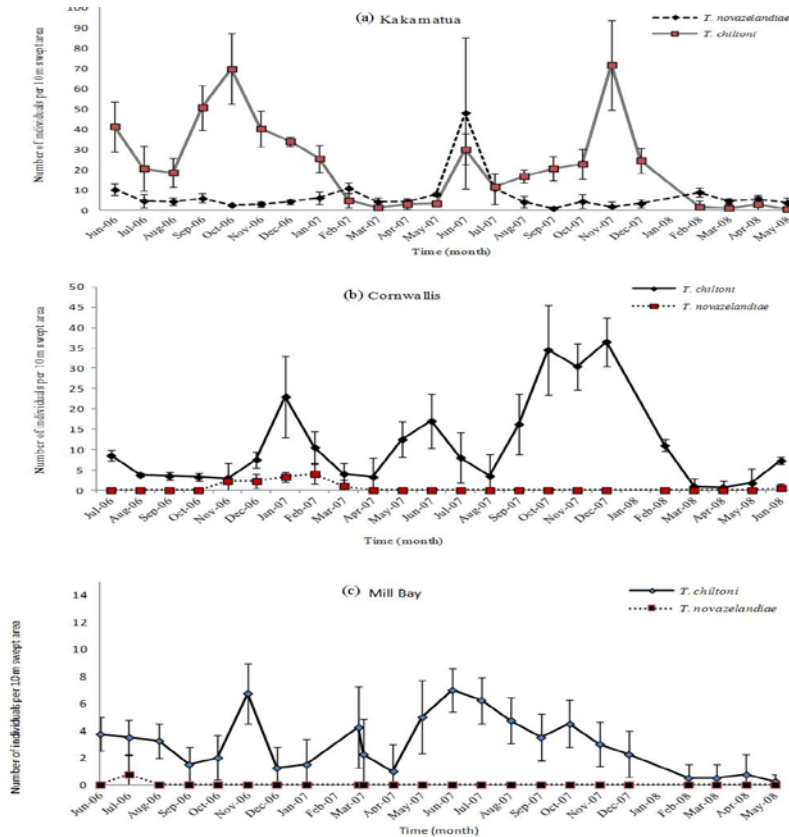 (a) Kakamatua
T. novazelandiae
T. chiltoni
Number of individuals per 10m swept area
100
90
80
70
60
50
40
30
20
10
0
Jun-06 Jul-06 Aug-06 Sep-06 Oct-06 Nov-06 Dec-06 Jan-07 Feb-07 Mar-07 Apr-07 May-07 Jun-07 Jul-07 Aug-07 Sep-07 Oct-07 Nov-07 Dec-07 Jan-08 Feb-08 Mar-08 Apr-08 May-08
Time (month)
(b) Cornwallis
T. chiltoni
T. novazelandiae
Number of individuals per 10m swept area
50
45
40
35
30
25
20
15
10
5
0
Jul-06 Aug-06 Sep-06 Oct-06 Nov-06 Dec-06 Jan-07 Feb-07 Mar-07 Apr-07 May-07 Jun-07 Jul-07 Aug-07 Sep-07 Oct-07 Nov-07 Dec-07 Jan-08 Feb-08 Mar-08 Apr-08 May-08 Jun-08
Time (month)
(c) Mill Bay
T. chiltoni
T. novazelandiae
Number of individuals per 10m swept area
14
12
10
8
6
4
2
0
Jun-06 Jul-06 Aug-06 Sep-06 Oct-06 Nov-06 Dec-06 Jan-07 Feb-07 Mar-07 Apr-07 May-07 Jun-07 Jul-07 Aug-07 Sep-07 Oct-07 Nov-07 Dec-07 Jan-08 Feb-08 Mar-08 Apr-08 May-08
Time (month)